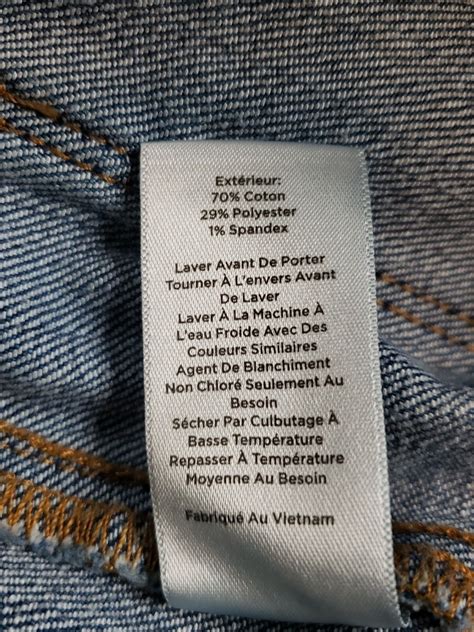 Extérieur:
70% Coton
29% Polyester
1% Spandex
Laver Avant De Porter
Tourner À L'envers Avant
De Laver
Laver À La Machine À
L'eau Froide Avec Des
Couleurs Similaires
Agent De Blanchiment
Non Chloré Seulement Au
Besoin
Sécher Par Culbutage À
Basse Température
Repasser À Température
Moyenne Au Besoin
Fabriqué Au Vietnam